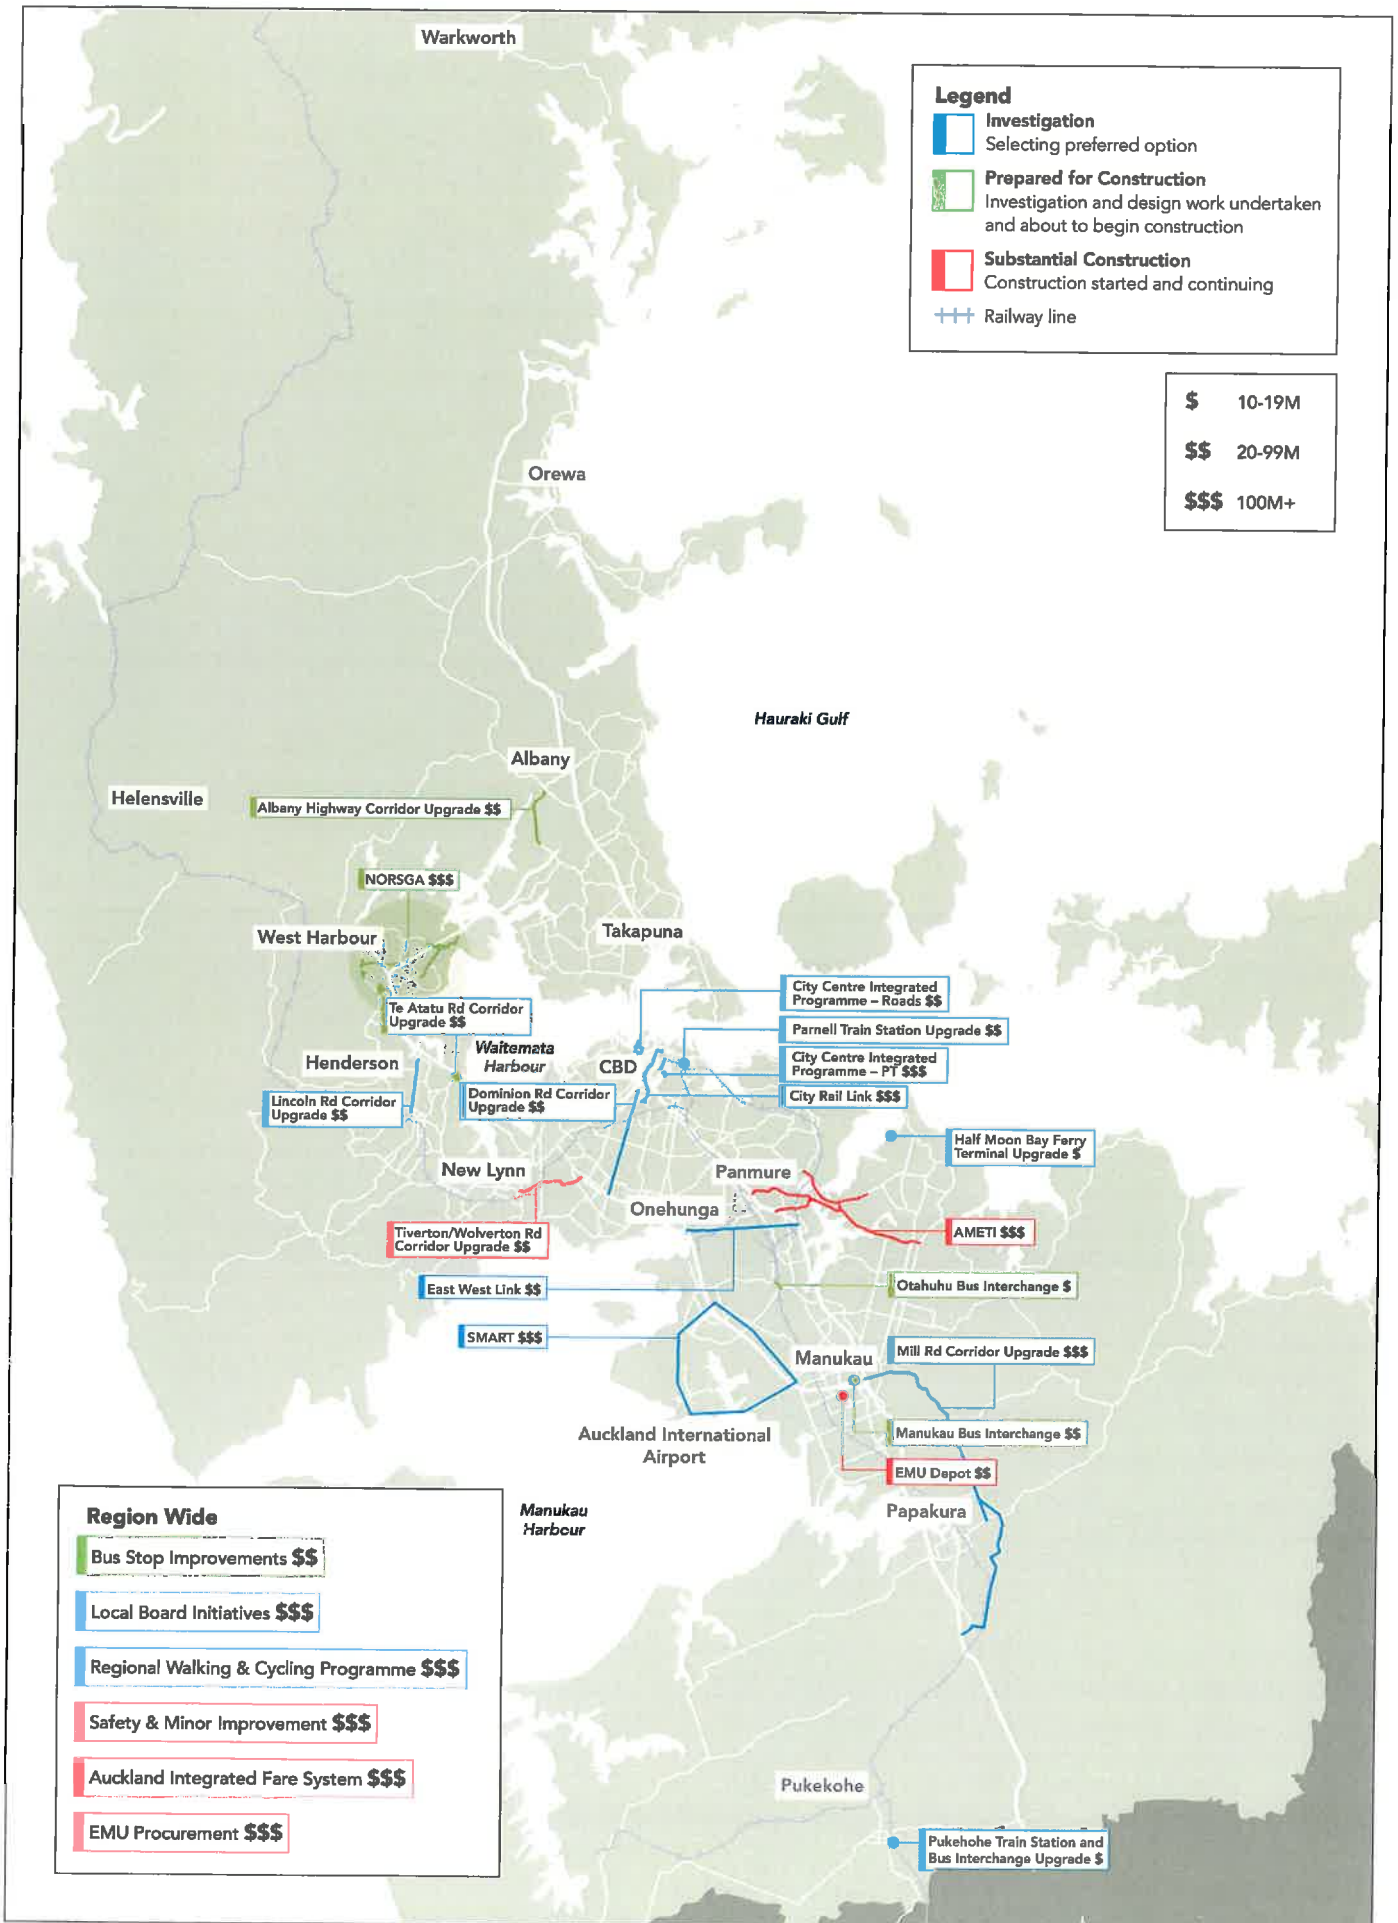 Warkworth
Legend
Investigation
Selecting preferred option
Prepared for Construction
Investigation and design work undertaken
and about to begin construction
Substantial Construction
Construction started and continuing
Railway line
$ 10-19M
$$ 20-99M
$$$ 100M+
Orewa
Hauraki Gulf
Albany
Helensville
Albany Highway Corridor Upgrade $$
NORSGA $$$
West Harbour
Takapuna
City Centre Integrated
Programme – Roads $$
Te Atatu Rd Corridor
Upgrade $$
Parnell Train Station Upgrade $$
Waitemata
Harbour
Henderson
CBD
City Centre Integrated
Programme – PT $$$
City Rail Link $$$
Lincoln Rd Corridor
Upgrade $$
Dominion Rd Corridor
Upgrade $$
Half Moon Bay Ferry
Terminal Upgrade $
New Lynn
Panmure
Onehunga
Tiverton/Wolverton Rd
Corridor Upgrade $$
AMETI $$$
East West Link $$
Otahuhu Bus Interchange $
SMART $$$
Manukau
Mill Rd Corridor Upgrade $$$
Auckland International
Airport
Manukau Bus Interchange $$
EMU Depot $$
Papakura
Manukau
Harbour
Region Wide
Bus Stop Improvements $$
Local Board Initiatives $$$
Regional Walking & Cycling Programme $$$
Safety & Minor Improvement $$$
Auckland Integrated Fare System $$$
EMU Procurement $$$
Pukekohe
Pukehohe Train Station and
Bus Interchange Upgrade $